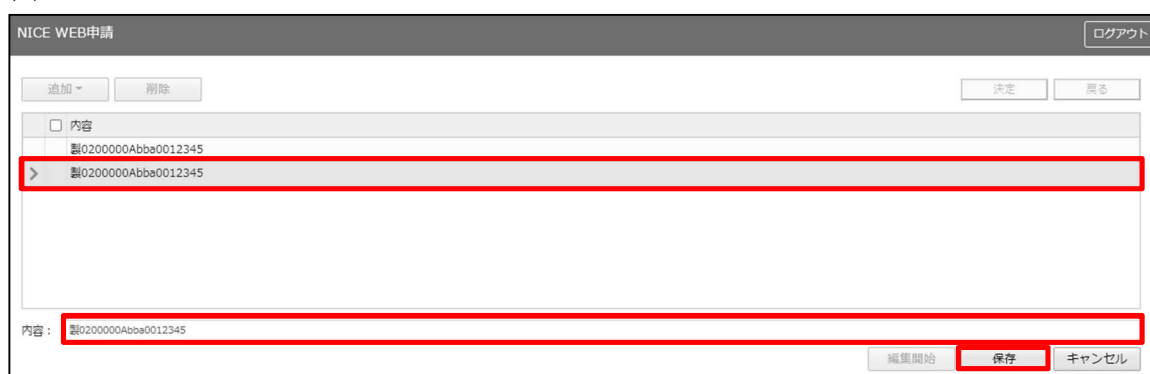 NICE WEB申請 ログアウト
追加 削除 決定 戻る
内容
製0200000Abba0012345
製0200000Abba0012345
内容： 製0200000Abba0012345
編集開始 保存 キャンセル